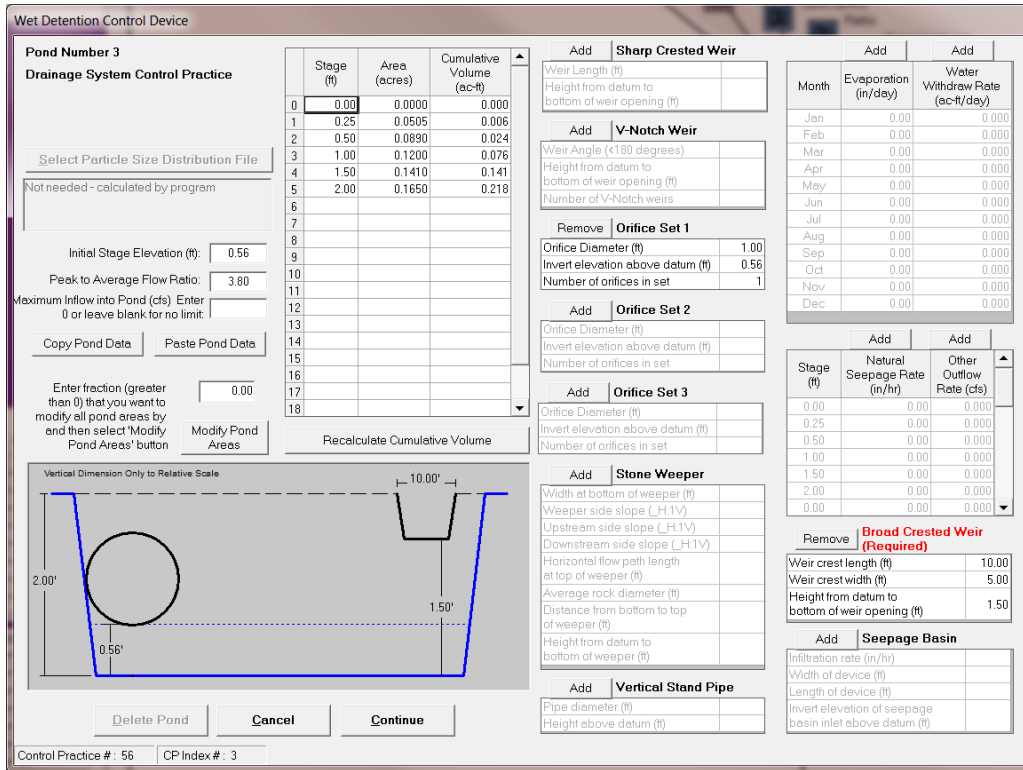 Wet Detention Control Device
Pond Number 3
Drainage System Control Practice
Select Particle Size Distribution File
Not needed - calculated by program
Initial Stage Elevation (ft): 0.56
Peak to Average Flow Ratio: 3.80
Maximum Inflow into Pond (cfs) Enter
0 or leave blank for no limit:
Copy Pond Data Paste Pond Data
Enter fraction (greater
than 0) that you want to
modify all pond areas by
and then select 'Modify
Pond Areas' button
0.00
Modify Pond
Areas
Stage
(ft)
Area
(acres)
Cumulative
Volume
(ac-ft)
0 0.00 0.0000 0.000
1 0.25 0.0505 0.006
2 0.50 0.0890 0.024
3 1.00 0.1200 0.076
4 1.50 0.1410 0.141
5 2.00 0.1650 0.218
6
7
8
9
10
11
12
13
14
15
16
17
18
Recalculate Cumulative Volume
Vertical Dimension Only to Relative Scale
10.00'
2.00'
1.50'
0.56'
Delete Pond Cancel Continue
Control Practice # : 56 CP Index # : 3
Add Sharp Crested Weir
Weir Length (ft)
Height from datum to
bottom of weir opening (ft)
Add V-Notch Weir
Weir Angle (<180 degrees)
Height from datum to
bottom of weir opening (ft)
Number of V-Notch weirs
Remove Orifice Set 1
Orifice Diameter (ft) 1.00
Invert elevation above datum (ft) 0.56
Number of orifices in set 1
Add Orifice Set 2
Orifice Diameter (ft)
Invert elevation above datum (ft)
Number of orifices in set
Add Orifice Set 3
Orifice Diameter (ft)
Invert elevation above datum (ft)
Number of orifices in set
Add Stone Weeper
Width at bottom of weeper (ft)
Weeper side slope (_H:1V)
Upstream side slope (_H:1V)
Downstream side slope (_H:1V)
Horizontal flow path length
at top of weeper (ft)
Average rock diameter (ft)
Distance from bottom to top
of weeper (ft)
Height from datum to
bottom of weeper (ft)
Add Vertical Stand Pipe
Pipe diameter (ft)
Height above datum (ft)
Add Add
Month
Evaporation
(in/day)
Water
Withdraw Rate
(ac-ft/day)
Jan 0.00 0.000
Feb 0.00 0.000
Mar 0.00 0.000
Apr 0.00 0.000
May 0.00 0.000
Jun 0.00 0.000
Jul 0.00 0.000
Aug 0.00 0.000
Sep 0.00 0.000
Oct 0.00 0.000
Nov 0.00 0.000
Dec 0.00 0.000
Add Add
Stage
(ft)
Natural
Seepage Rate
(in/hr)
Other
Outflow
Rate (cfs)
0.00 0.00 0.000
0.25 0.00 0.000
0.50 0.00 0.000
1.00 0.00 0.000
1.50 0.00 0.000
2.00 0.00 0.000
0.00 0.00 0.000
Remove Broad Crested Weir
(Required)
Weir crest length (ft) 10.00
Weir crest width (ft) 5.00
Height from datum to
bottom of weir opening (ft) 1.50
Add Seepage Basin
Infiltration rate (in/hr)
Width of device (ft)
Length of device (ft)
Invert elevation of seepage
basin inlet above datum (ft)